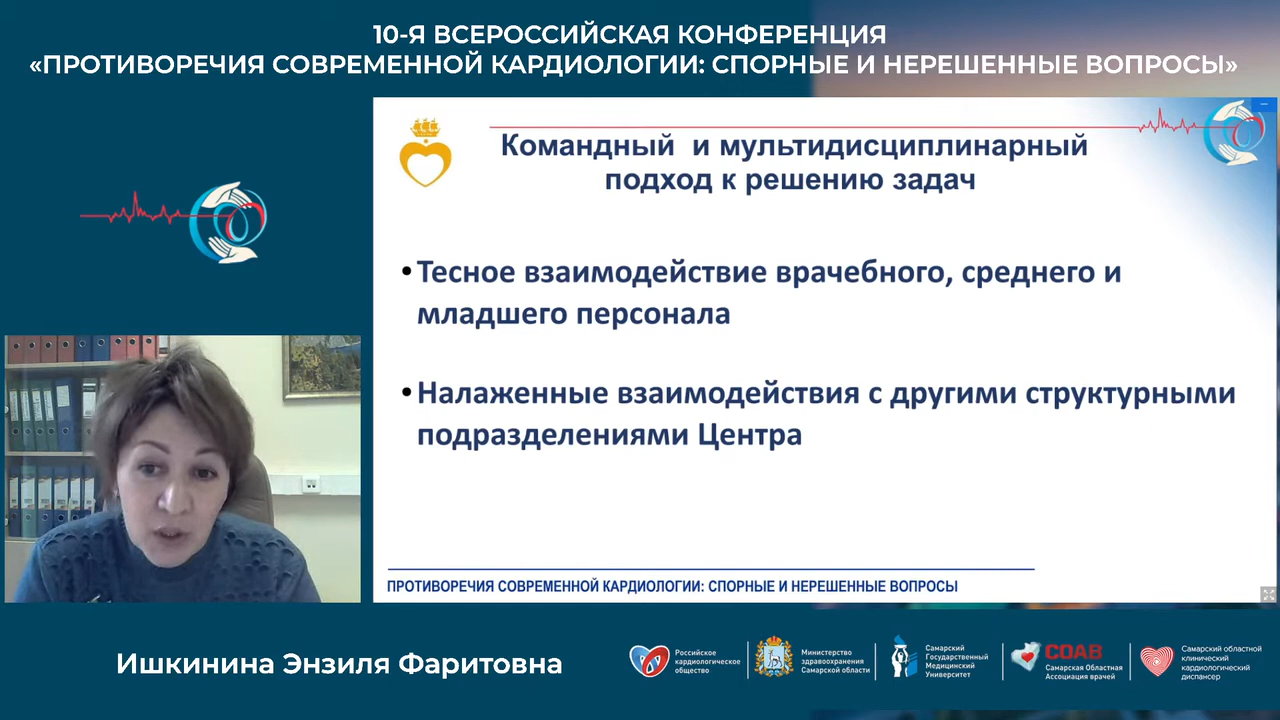 10-Я ВСЕРОССИЙСКАЯ КОНФЕРЕНЦИЯ
«ПРОТИВОРЕЧИЯ СОВРЕМЕННОЙ КАРДИОЛОГИИ: СПОРНЫЕ И НЕРЕШЕННЫЕ ВОПРОСЫ»
Командный и мультидисциплинарный
подход к решению задач
• Тесное взаимодействие врачебного, среднего и
младшего персонала
• Налаженные взаимодействия с другими структурными
подразделениями Центра
ПРОТИВОРЕЧИЯ СОВРЕМЕННОЙ КАРДИОЛОГИИ: СПОРНЫЕ И НЕРЕШЕННЫЕ ВОПРОСЫ
Ишкинина Энзиля Фаритовна
Российское
кардиологическое
общество
Министерство
здравоохранения
Самарской области
Самарский
Государственный
Медицинский
Университет
СОАВ
Самарская Областная
Ассоциация врачей
Самарский областной
клинический
кардиологический
диспансер